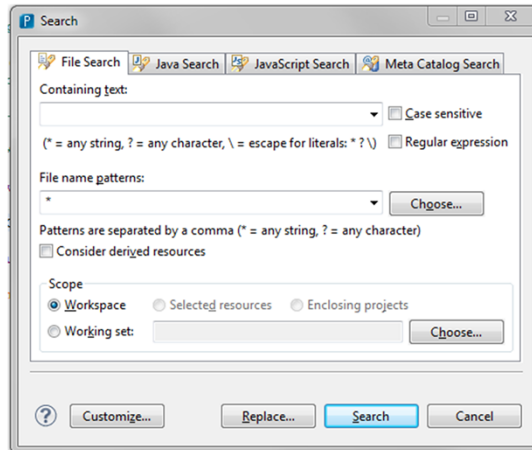 P Search
File Search Java Search JavaScript Search Meta Catalog Search
Containing text:
Case sensitive
(* = any string, ? = any character, \ = escape for literals: * ? \) Regular expression
File name patterns:
* Choose...
Patterns are separated by a comma (* = any string, ? = any character)
Consider derived resources
Scope
Workspace Selected resources Enclosing projects
Working set: Choose...
? Customize... Replace... Search Cancel